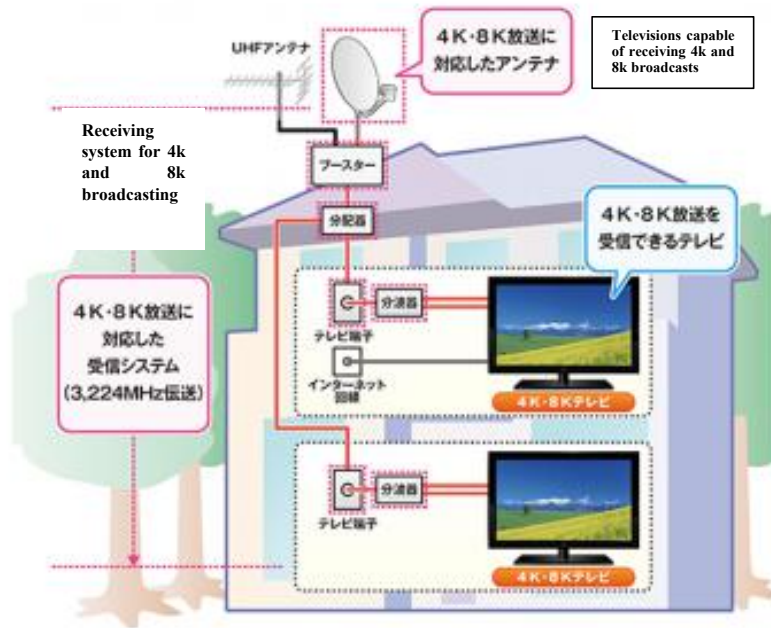 UHFアンテナ
4K・8K放送に
対応したアンテナ
Televisions capable
of receiving 4k and
8k broadcasts
Receiving
system for 4k
and 8k
broadcasting
ブースター
分配器
4K・8K放送を
受信できるテレビ
4K・8K放送に
対応した
受信システム
(3,224MHz伝送)
分波器
テレビ端子
インターネット
回線
4K・8Kテレビ
分波器
テレビ端子
4K・8Kテレビ